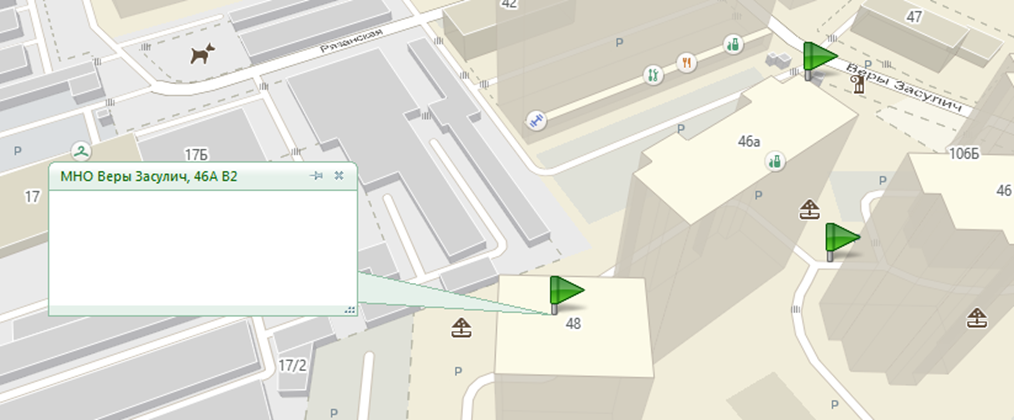 42
47
Рязанская
P
Веры Засулич
P
P
46а
17Б
106Б
P
17
МНО Веры Засулич, 46А В2
P
P
46
48
17/2
P
P
P